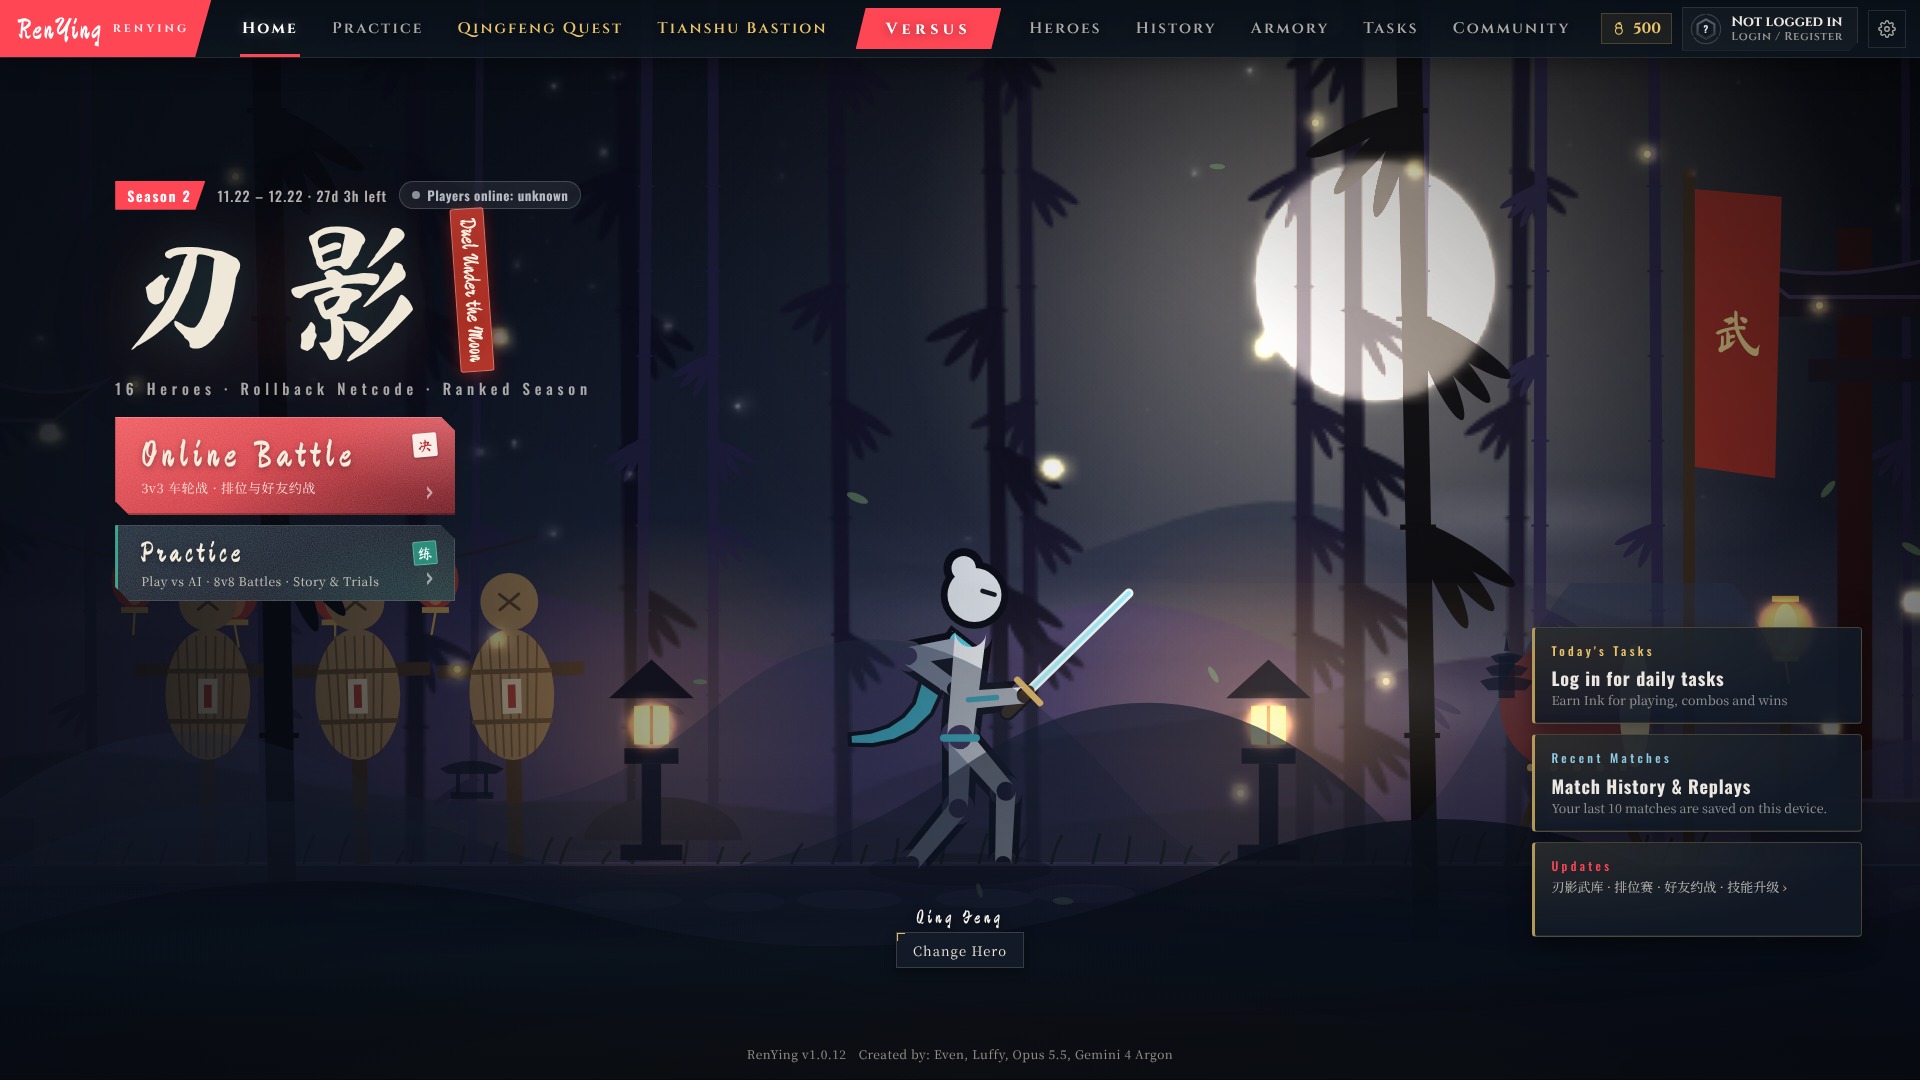 RenYing RENYING
HOME
PRACTICE
QINGFENG QUEST
TIANSHU BASTION
VERSUS
HEROES
HISTORY
ARMORY
TASKS
COMMUNITY
500
?
NOT LOGGED IN
LOGIN / REGISTER
Season 2
11.22 – 12.22 · 27d 3h left
Players online: unknown
刃影
Duel Under the Moon
16 Heroes · Rollback Netcode · Ranked Season
Online Battle
决
3v3 车轮战 · 排位与好友约战
Practice
练
Play vs AI · 8v8 Battles · Story & Trials
武
Today's Tasks
Log in for daily tasks
Earn Ink for playing, combos and wins
Recent Matches
Match History & Replays
Your last 10 matches are saved on this device.
Updates
刃影武库 · 排位赛 · 好友约战 · 技能升级 ›
Qing Feng
Change Hero
RenYing v1.0.12 Created by: Even, Luffy, Opus 5.5, Gemini 4 Argon